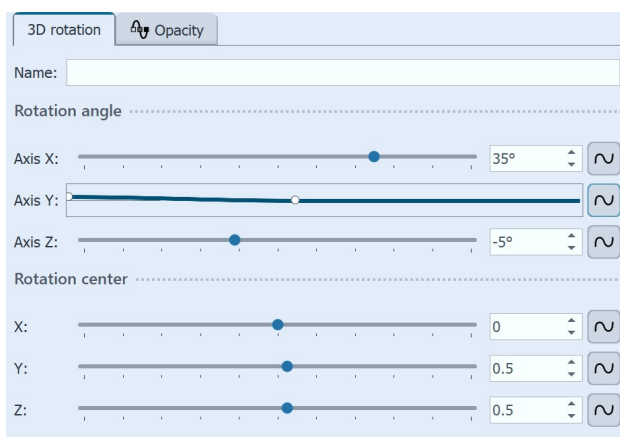 3D rotation Opacity
Name:
Rotation angle
Axis X: 35°
Axis Y:
Axis Z: -5°
Rotation center
X: 0
Y: 0.5
Z: 0.5